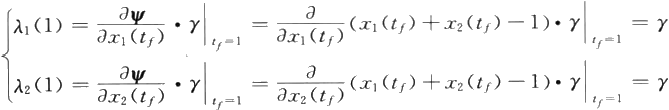 λ₁(1) = ∂ψ/∂x₁(t_f) · γ |_{t_f=1} = ∂/∂x₁(t_f) (x₁(t_f) + x₂(t_f) − 1) · γ |_{t_f=1} = γ
λ₂(1) = ∂ψ/∂x₂(t_f) · γ |_{t_f=1} = ∂/∂x₂(t_f) (x₁(t_f) + x₂(t_f) − 1) · γ |_{t_f=1} = γ